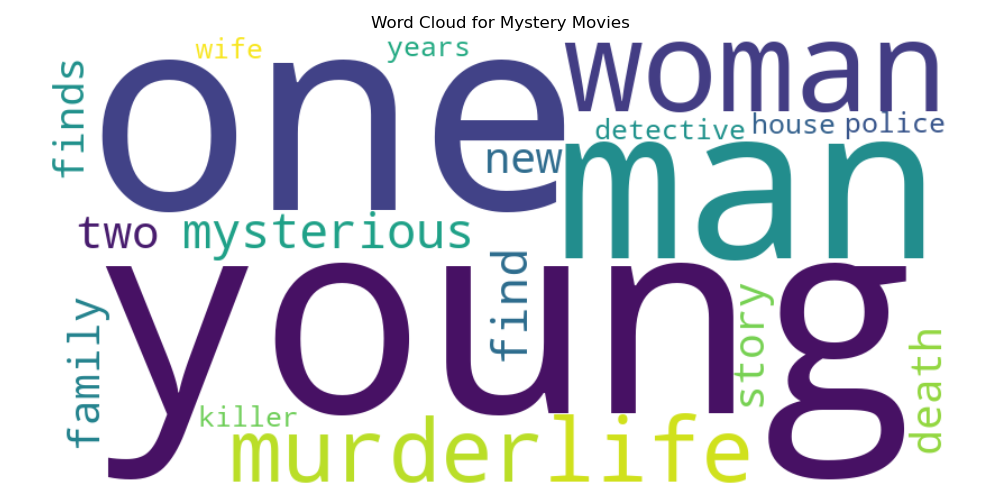 Word Cloud for Mystery Movies
wife
years
woman
finds
one
detective
house
police
new
man
two
mysterious
find
young
family
story
death
killer
murder
life